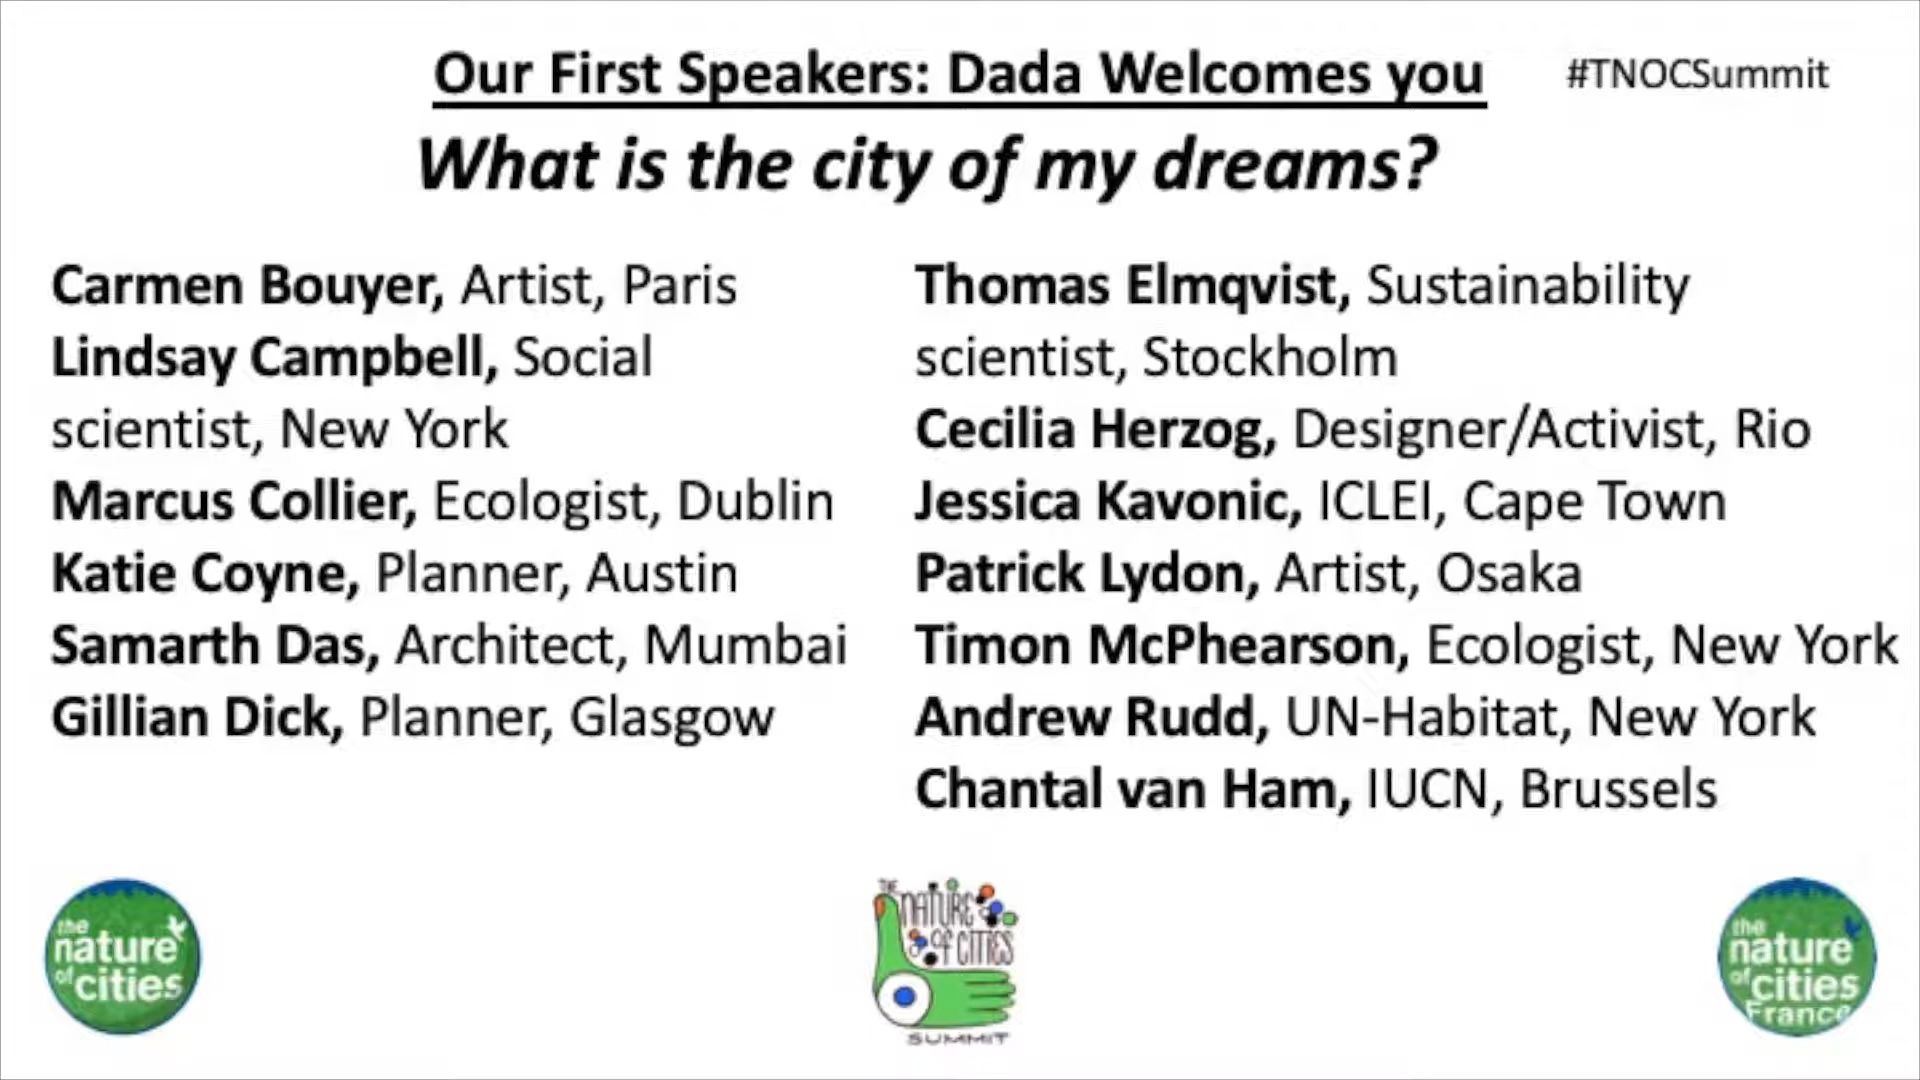 Our First Speakers: Dada Welcomes you
#TNOCSummit
What is the city of my dreams?
Carmen Bouyer, Artist, Paris
Lindsay Campbell, Social
scientist, New York
Marcus Collier, Ecologist, Dublin
Katie Coyne, Planner, Austin
Samarth Das, Architect, Mumbai
Gillian Dick, Planner, Glasgow
Thomas Elmqvist, Sustainability
scientist, Stockholm
Cecilia Herzog, Designer/Activist, Rio
Jessica Kavonic, ICLEI, Cape Town
Patrick Lydon, Artist, Osaka
Timon McPhearson, Ecologist, New York
Andrew Rudd, UN-Habitat, New York
Chantal van Ham, IUCN, Brussels
the
nature
of cities
THE
NATURE
OF CITIES
SUMMIT
the
nature
of cities
France